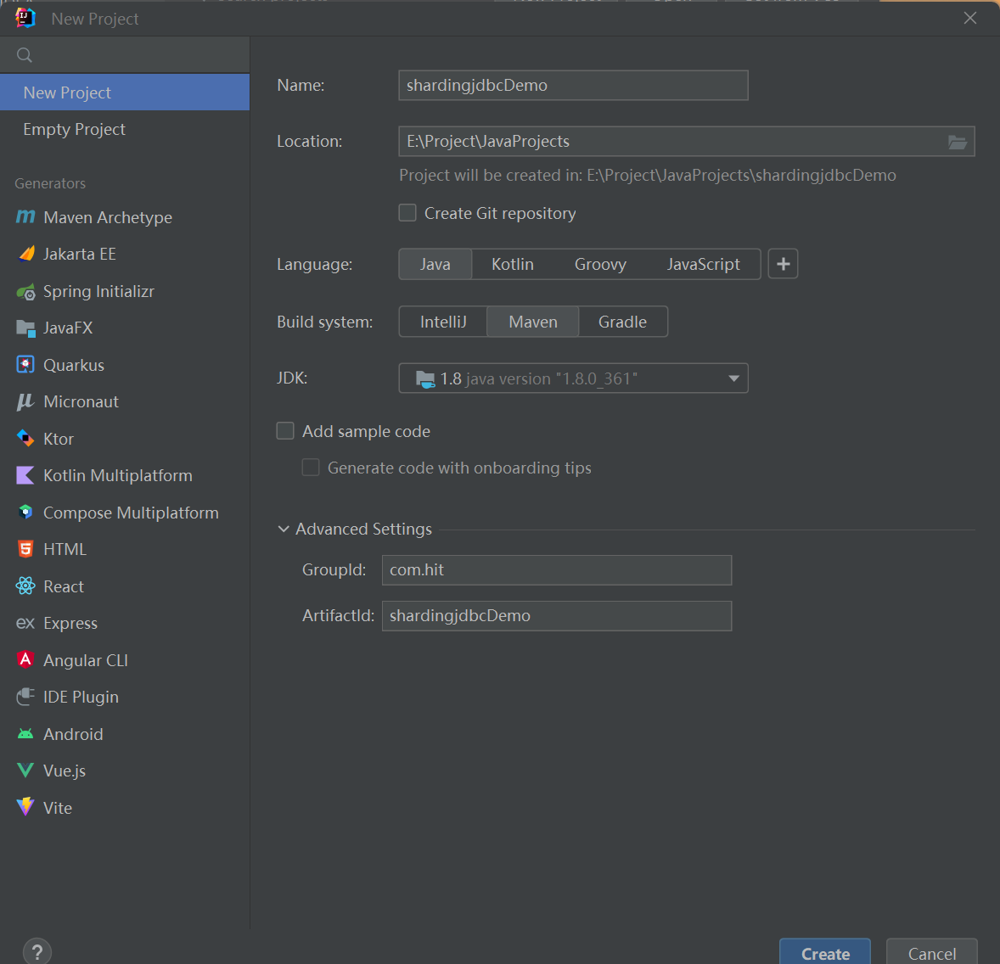 New Project
New Project
Empty Project
Generators
Maven Archetype
Jakarta EE
Spring Initializr
JavaFX
Quarkus
Micronaut
Ktor
Kotlin Multiplatform
Compose Multiplatform
HTML
React
Express
Angular CLI
IDE Plugin
Android
Vue.js
Vite
Name: shardingjdbcDemo
Location: E:\Project\JavaProjects
Project will be created in: E:\Project\JavaProjects\shardingjdbcDemo
Create Git repository
Language: Java Kotlin Groovy JavaScript +
Build system: IntelliJ Maven Gradle
JDK: 1.8 java version "1.8.0_361"
Add sample code
Generate code with onboarding tips
Advanced Settings
GroupId: com.hit
ArtifactId: shardingjdbcDemo
? Create Cancel